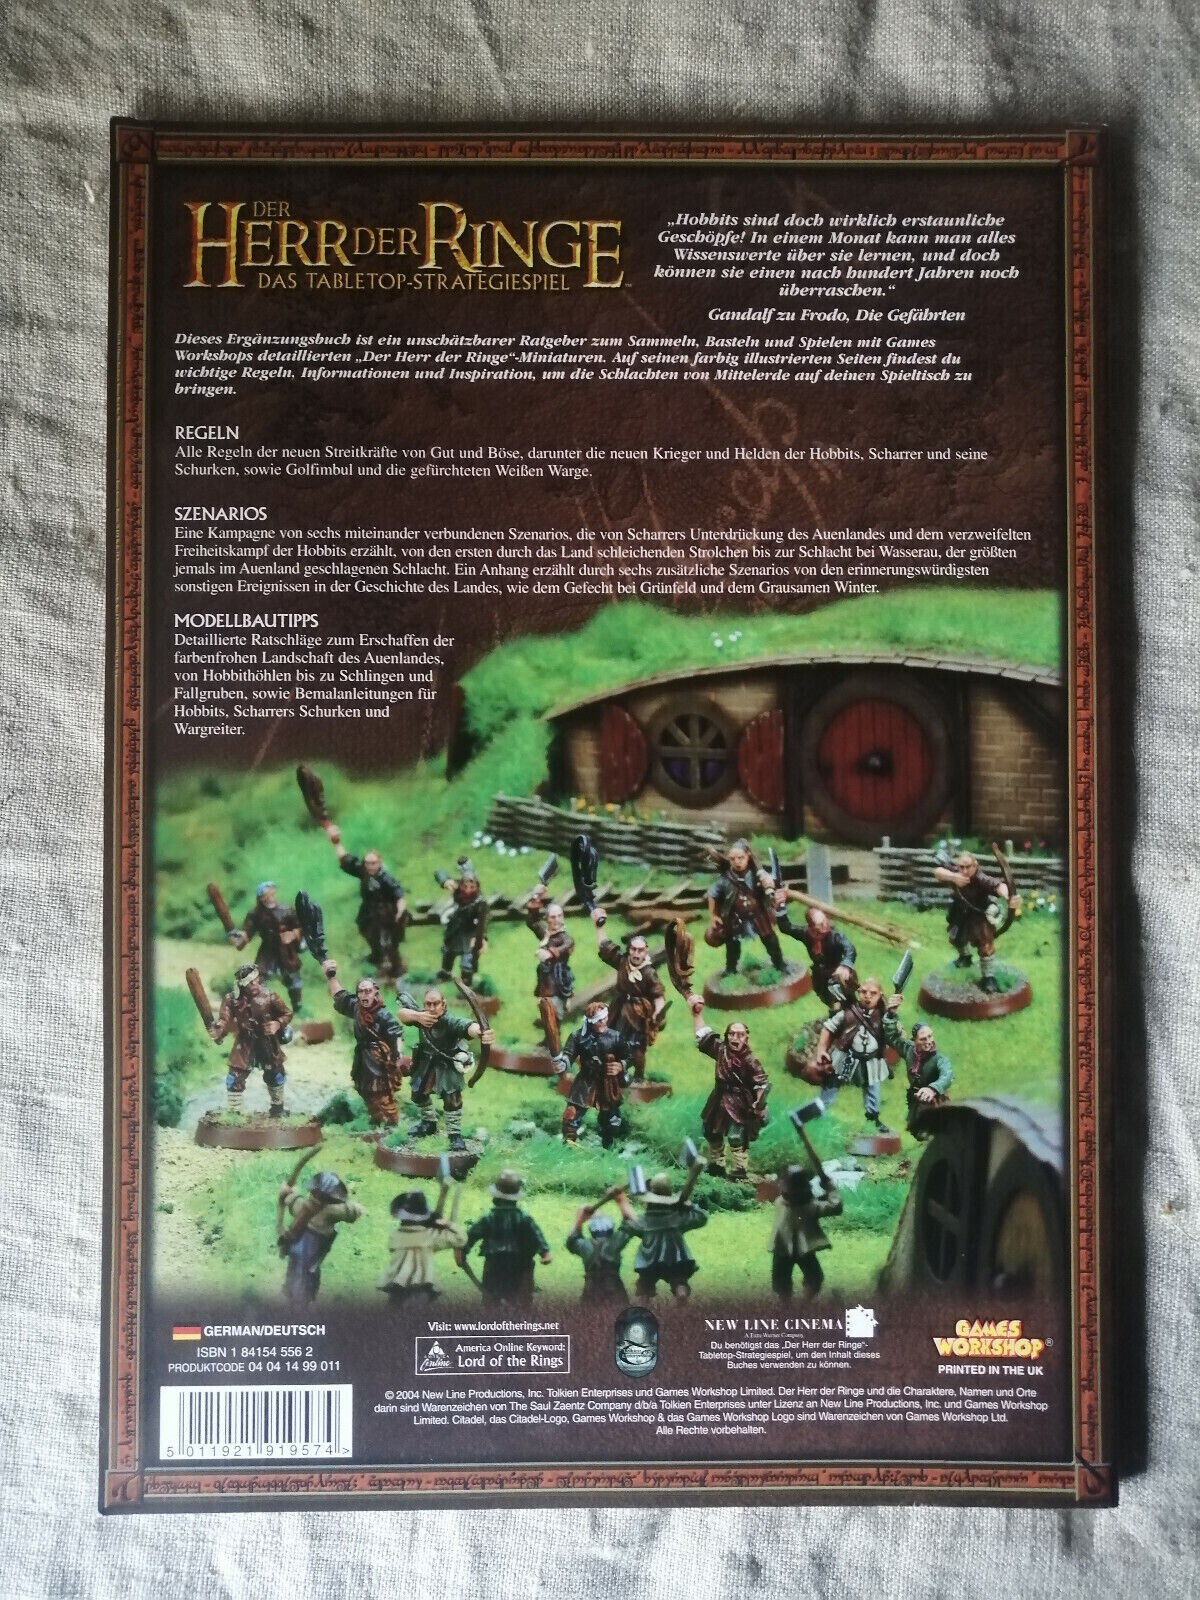 DER
HERR DER RINGE
DAS TABLETOP-STRATEGIESPIEL™
„Hobbits sind doch wirklich erstaunliche
Geschöpfe! In einem Monat kann man alles
Wissenswerte über sie lernen, und doch
können sie einen nach hundert Jahren noch
überraschen.“
Gandalf zu Frodo, Die Gefährten
Dieses Ergänzungsbuch ist ein unschätzbarer Ratgeber zum Sammeln, Basteln und Spielen mit Games
Workshops detaillierten „Der Herr der Ringe“-Miniaturen. Auf seinen farbig illustrierten Seiten findest du
wichtige Regeln, Informationen und Inspiration, um die Schlachten von Mittelerde auf deinen Spieltisch zu
bringen.
REGELN
Alle Regeln der neuen Streitkräfte von Gut und Böse, darunter die neuen Krieger und Helden der Hobbits, Scharrer und seine
Schurken, sowie Golfimbul und die gefürchteten Weißen Warge.
SZENARIOS
Eine Kampagne von sechs miteinander verbundenen Szenarios, die von Scharrers Unterdrückung des Auenlandes und dem verzweifelten
Freiheitskampf der Hobbits erzählt, von den ersten durch das Land schleichenden Strolchen bis zur Schlacht bei Wasserau, der größten
jemals im Auenland geschlagenen Schlacht. Ein Anhang erzählt durch sechs zusätzliche Szenarios von den erinnerungswürdigsten
sonstigen Ereignissen in der Geschichte des Landes, wie dem Gefecht bei Grünfeld und dem Grausamen Winter.
MODELLBAUTIPPS
Detaillierte Ratschläge zum Erschaffen der
farbenfrohen Landschaft des Auenlandes,
von Hobbithöhlen bis zu Schlingen und
Fallgruben, sowie Bemalanleitungen für
Hobbits, Scharrers Schurken und
Wargreiter.
GERMAN/DEUTSCH
ISBN 1 84154 556 2
PRODUKTCODE 04 04 14 99 011
5 011921 919574 >
Visit: www.lordoftherings.net
America Online Keyword:
Lord of the Rings
NEW LINE CINEMA
A Time Warner Company
Du benötigst das „Der Herr der Ringe“-
Tabletop-Strategiespiel, um den Inhalt dieses
Buches verwenden zu können.
GAMES
WORKSHOP®
PRINTED IN THE UK
© 2004 New Line Productions, Inc. Tolkien Enterprises und Games Workshop Limited. Der Herr der Ringe und die Charaktere, Namen und Orte
darin sind Warenzeichen von The Saul Zaentz Company d/b/a Tolkien Enterprises unter Lizenz an New Line Productions, Inc. und Games Workshop
Limited. Citadel, das Citadel-Logo, Games Workshop & das Games Workshop Logo sind Warenzeichen von Games Workshop Ltd.
Alle Rechte vorbehalten.